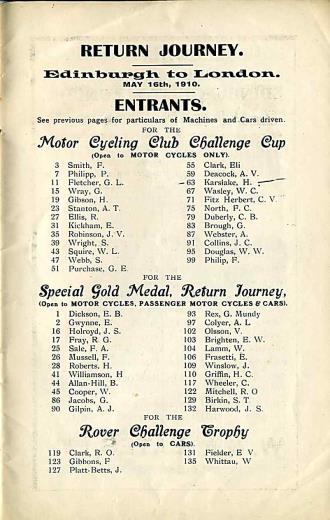 RETURN JOURNEY.
Edinburgh to London.
MAY 16th, 1910.
ENTRANTS.
See previous pages for particulars of Machines and Cars driven.
FOR THE
Motor Cycling Club Challenge Cup
(Open to MOTOR CYCLES ONLY).
3 Smith, F.
7 Philipp, P.
11 Fletcher, G. L.
15 Wray, G.
19 Gibson, H.
23 Stanton, A. T.
27 Ellis, R.
31 Kickham, E.
35 Robinson, J. V.
39 Wright, S.
43 Squire, W. L.
47 Webb, S.
51 Purchase, G. E.
55 Clark, Eli
59 Deacock, A. V.
63 Karslake, H.
67 Wasley, W. C.
71 Fitz Herbert, C. V.
75 North, F. C.
79 Duberly, C. B.
83 Brough, G.
87 Webster, A.
91 Collins, J. C.
95 Douglas, W. W.
99 Philip, F.
FOR THE
Special Gold Medal, Return Journey,
(Open to MOTOR CYCLES, PASSENGER MOTOR CYCLES & CARS).
1 Dickson, E. B.
2 Gwynne, E.
16 Holroyd, J. S.
17 Fray, R. G.
25 Sale, F. A.
26 Mussell, F.
28 Roberts, H.
41 Williamson, H
44 Allan-Hill, B.
45 Cooper, W.
86 Jacobs, G.
90 Gilpin, A. J.
93 Rex, G. Mundy
97 Colyer, A. L
102 Olsson, V.
103 Brighten, E. W.
104 Lamm, W.
106 Frasetti, E.
109 Winslow, J.
110 Griffin, H. C.
117 Wheeler, C.
122 Mitchell, R. O
129 Birkin, S. T
132 Harwood, J. S.
FOR THE
Rover Challenge Trophy
(Open to CARS).
119 Clark, R. O.
123 Gibbons, F
127 Platt-Betts, J.
131 Fielder, E V
135 Whittau, W